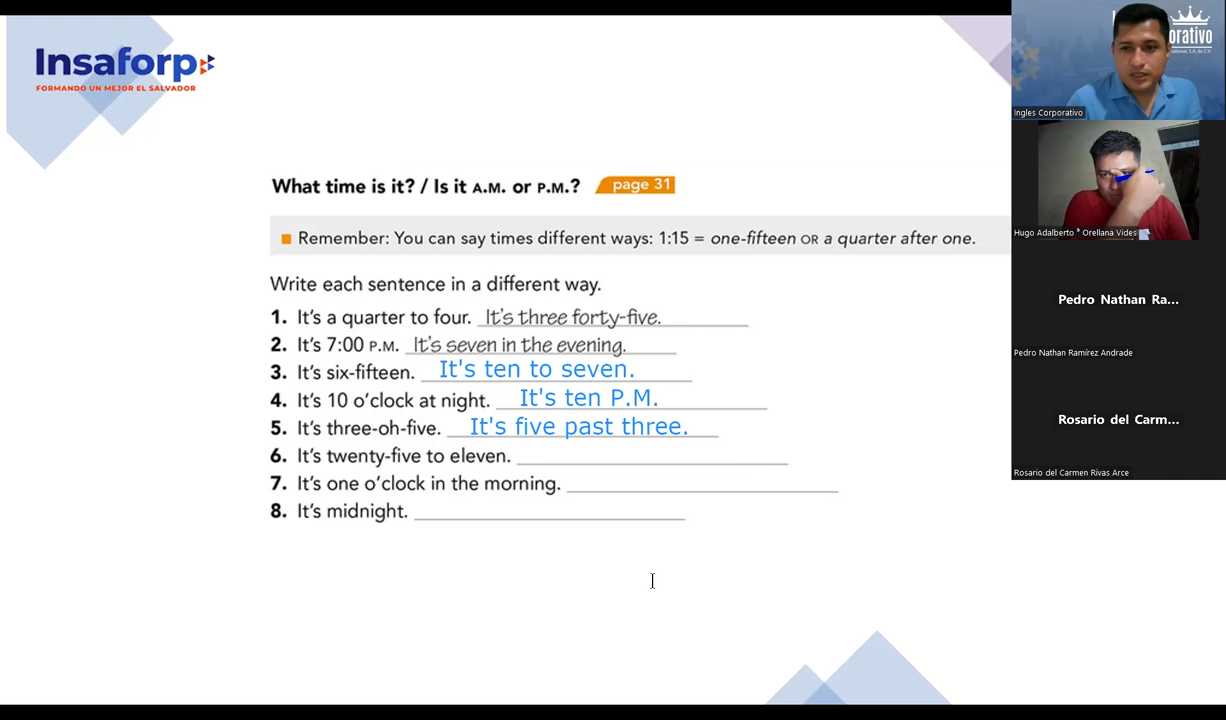 Insaforp
FORMANDO UN MEJOR EL SALVADOR
orativo
Ingles Corporativo
What time is it? / Is it A.M. or P.M.? page 31
Remember: You can say times different ways: 1:15 = one-fifteen OR a quarter after one.
Hugo Adalberto * Orellana Vides
Write each sentence in a different way.
1. It's a quarter to four. It's three forty-five.
2. It's 7:00 P.M. It's seven in the evening.
3. It's six-fifteen. It's ten to seven.
4. It's 10 o'clock at night. It's ten P.M.
5. It's three-oh-five. It's five past three.
6. It's twenty-five to eleven.
7. It's one o'clock in the morning.
8. It's midnight.
Pedro Nathan Ra...
Pedro Nathan Ramírez Andrade
Rosario del Carm...
Rosario del Carmen Rivas Arce